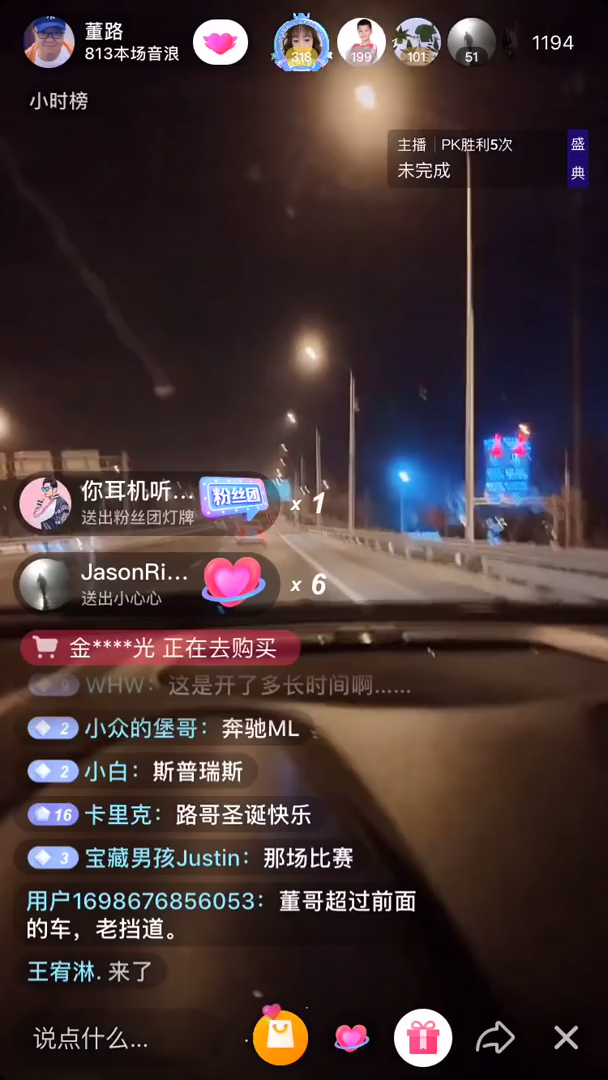 董路
813本场音浪
318
199
101
51
1194
小时榜
主播 PK胜利5次
未完成
盛典
你耳机听...
送出粉丝团灯牌
粉丝团
x 1
JasonRi...
送出小心心
x 6
金****光 正在去购买
9 WHW：这是开了多长时间啊......
2 小众的堡哥：奔驰ML
2 小白：斯普瑞斯
16 卡里克：路哥圣诞快乐
3 宝藏男孩Justin：那场比赛
用户1698676856053：董哥超过前面
的车，老挡道。
王宥淋. 来了
说点什么...